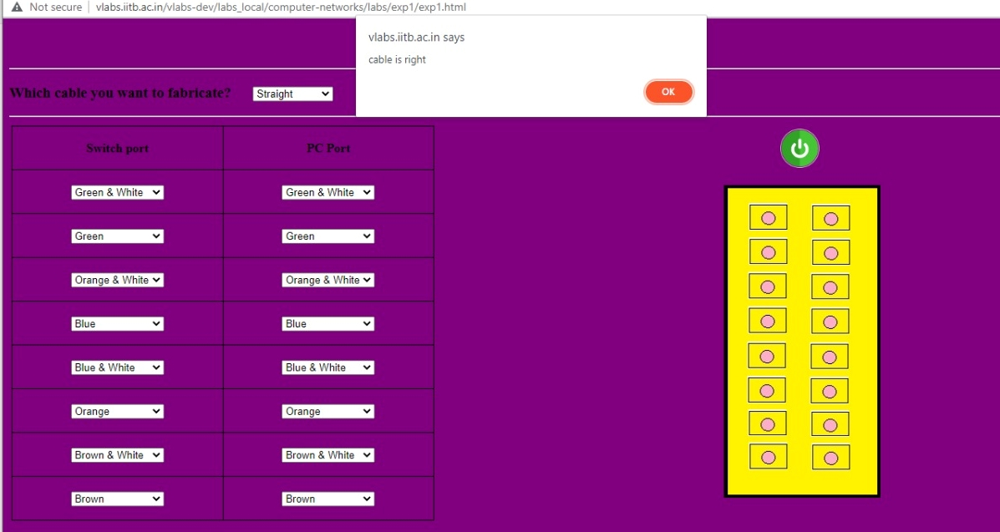 Not secure vlabs.iitb.ac.in/vlabs-dev/labs_local/computer-networks/labs/exp1/exp1.html
vlabs.iitb.ac.in says
cable is right
OK
Which cable you want to fabricate? Straight
Switch port PC Port
Green & White Green & White
Green Green
Orange & White Orange & White
Blue Blue
Blue & White Blue & White
Orange Orange
Brown & White Brown & White
Brown Brown